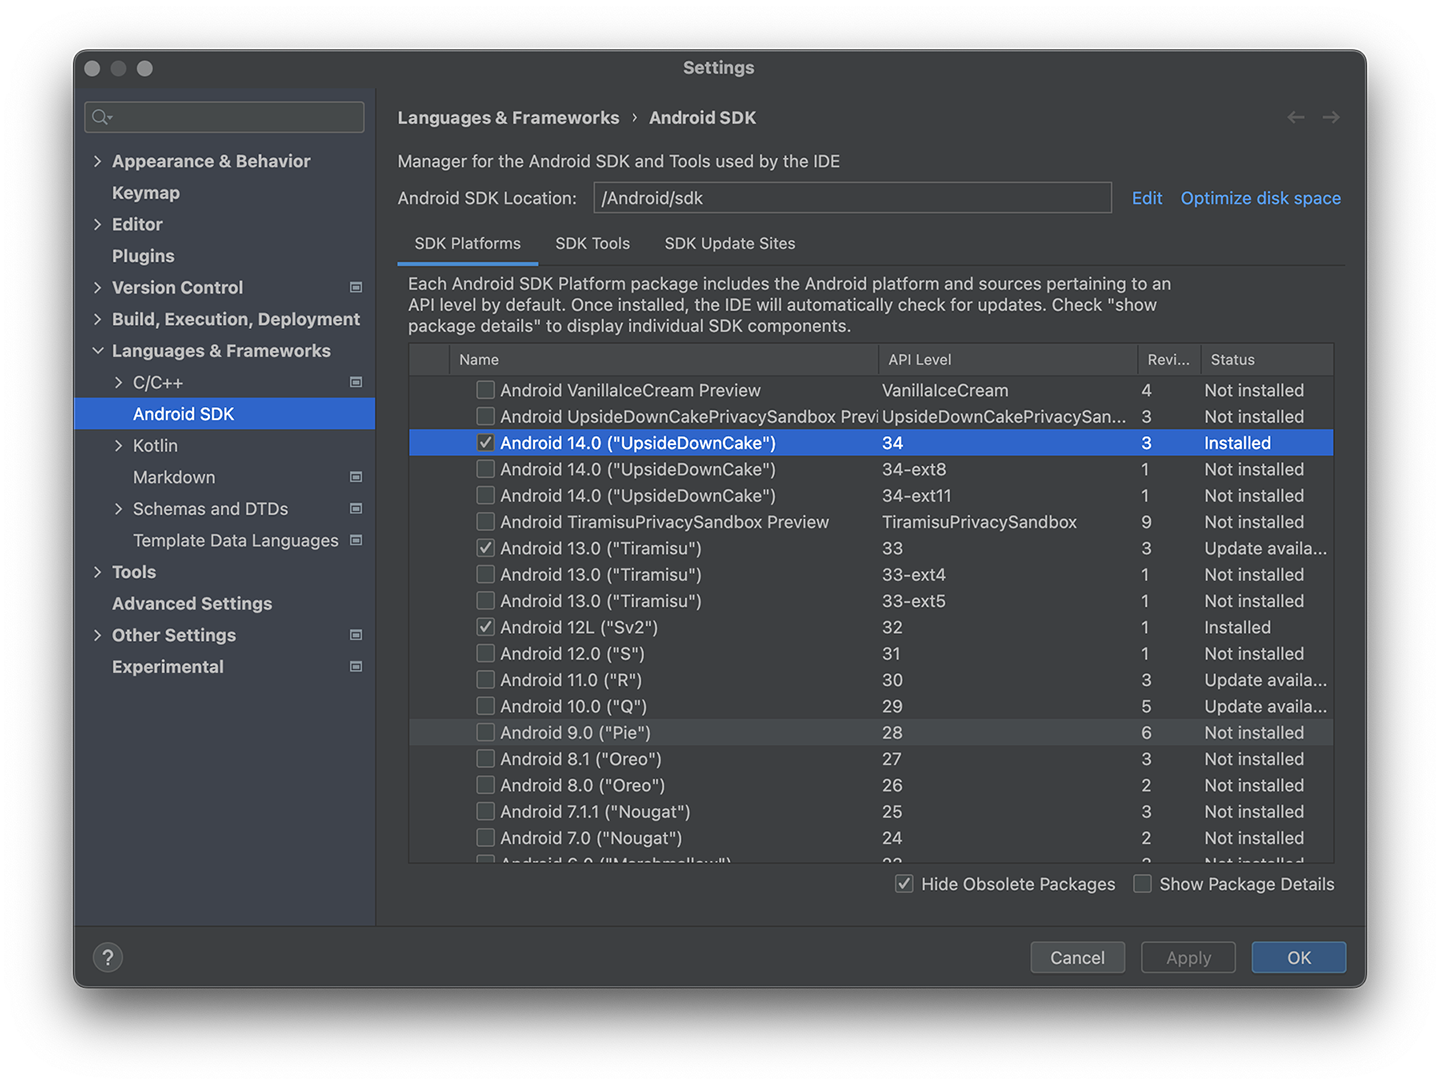 Settings
Languages & Frameworks › Android SDK
Manager for the Android SDK and Tools used by the IDE
Android SDK Location: /Android/sdk Edit Optimize disk space
SDK Platforms SDK Tools SDK Update Sites
Each Android SDK Platform package includes the Android platform and sources pertaining to an
API level by default. Once installed, the IDE will automatically check for updates. Check "show
package details" to display individual SDK components.
Appearance & Behavior
Keymap
Editor
Plugins
Version Control
Build, Execution, Deployment
Languages & Frameworks
C/C++
Android SDK
Kotlin
Markdown
Schemas and DTDs
Template Data Languages
Tools
Advanced Settings
Other Settings
Experimental
Name API Level Revi... Status
Android VanillaIceCream Preview VanillaIceCream 4 Not installed
Android UpsideDownCakePrivacySandbox Previ UpsideDownCakePrivacySan... 3 Not installed
Android 14.0 ("UpsideDownCake") 34 3 Installed
Android 14.0 ("UpsideDownCake") 34-ext8 1 Not installed
Android 14.0 ("UpsideDownCake") 34-ext11 1 Not installed
Android TiramisuPrivacySandbox Preview TiramisuPrivacySandbox 9 Not installed
Android 13.0 ("Tiramisu") 33 3 Update availa...
Android 13.0 ("Tiramisu") 33-ext4 1 Not installed
Android 13.0 ("Tiramisu") 33-ext5 1 Not installed
Android 12L ("Sv2") 32 1 Installed
Android 12.0 ("S") 31 1 Not installed
Android 11.0 ("R") 30 3 Update availa...
Android 10.0 ("Q") 29 5 Update availa...
Android 9.0 ("Pie") 28 6 Not installed
Android 8.1 ("Oreo") 27 3 Not installed
Android 8.0 ("Oreo") 26 2 Not installed
Android 7.1.1 ("Nougat") 25 3 Not installed
Android 7.0 ("Nougat") 24 2 Not installed
Android 6.0 ("Marshmallow") 23 3 Not installed
Hide Obsolete Packages Show Package Details
? Cancel Apply OK